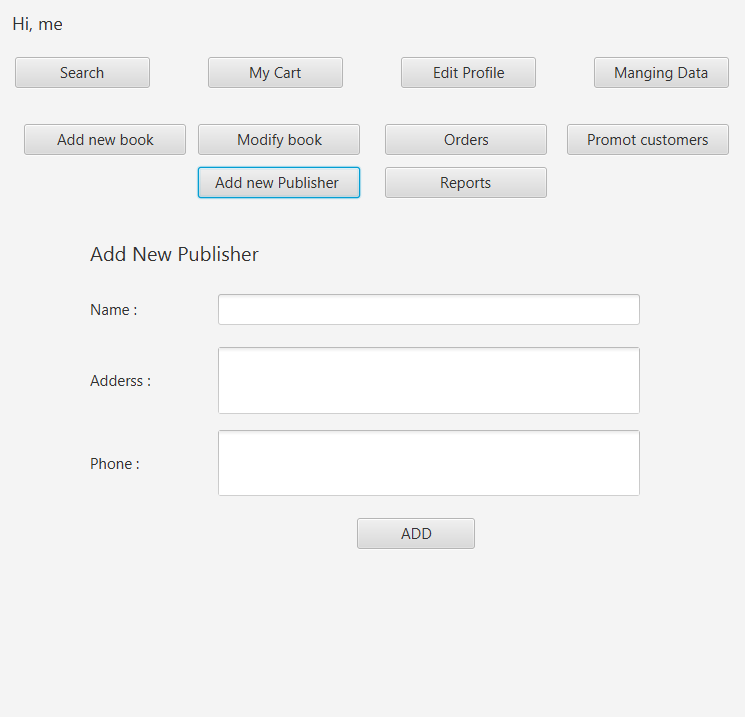 Hi, me
Search My Cart Edit Profile Manging Data
Add new book Modify book Orders Promot customers
Add new Publisher Reports
Add New Publisher
Name :
Adderss :
Phone :
ADD